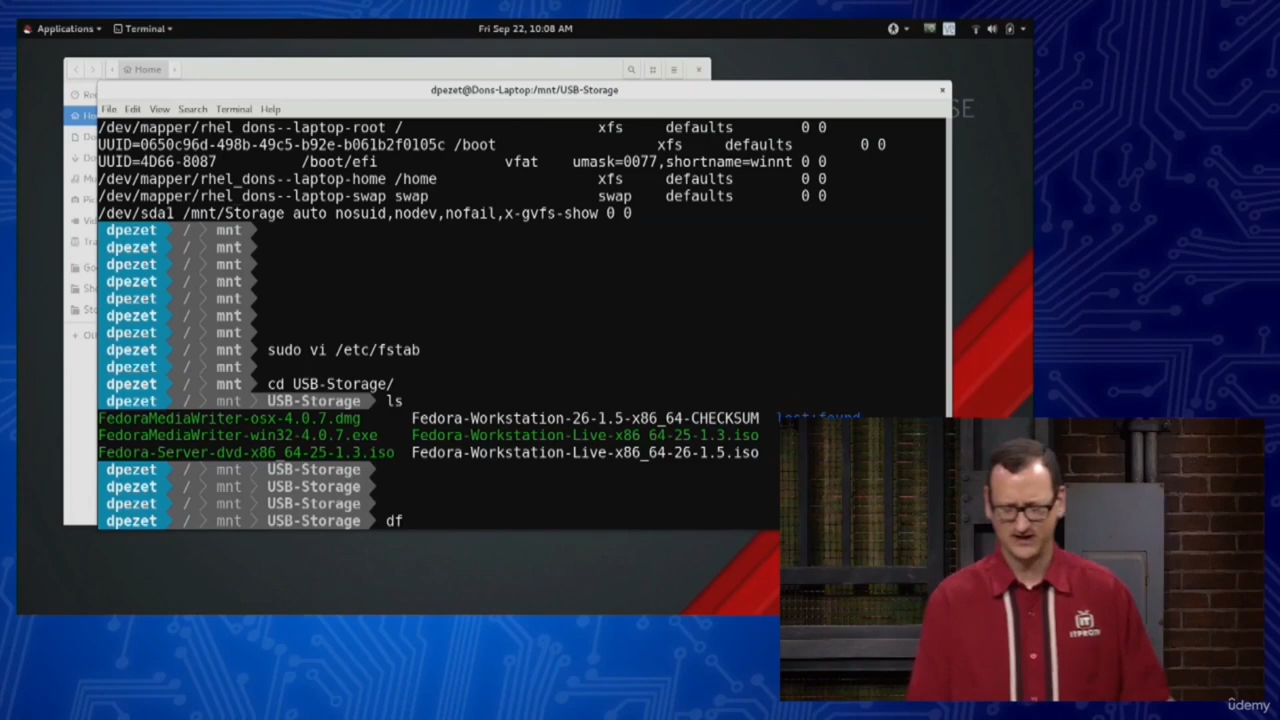 Applications Terminal Fri Sep 22, 10:08 AM
Home
dpezet@Dons-Laptop:/mnt/USB-Storage
File Edit View Search Terminal Help
SE
/dev/mapper/rhel_dons--laptop-root / xfs defaults 0 0
UUID=0650c96d-498b-49c5-b92e-b061b2f0105c /boot xfs defaults 0 0
UUID=4D66-8087 /boot/efi vfat umask=0077,shortname=winnt 0 0
/dev/mapper/rhel_dons--laptop-home /home xfs defaults 0 0
/dev/mapper/rhel_dons--laptop-swap swap swap defaults 0 0
/dev/sda1 /mnt/Storage auto nosuid,nodev,nofail,x-gvfs-show 0 0
dpezet / mnt
dpezet / mnt
dpezet / mnt
dpezet / mnt
dpezet / mnt
dpezet / mnt
dpezet / mnt
dpezet / mnt sudo vi /etc/fstab
dpezet / mnt
dpezet / mnt cd USB-Storage/
dpezet / mnt USB-Storage ls
FedoraMediaWriter-osx-4.0.7.dmg Fedora-Workstation-26-1.5-x86_64-CHECKSUM lost+found
FedoraMediaWriter-win32-4.0.7.exe Fedora-Workstation-Live-x86_64-25-1.3.iso
Fedora-Server-dvd-x86_64-25-1.3.iso Fedora-Workstation-Live-x86_64-26-1.5.iso
dpezet / mnt USB-Storage
dpezet / mnt USB-Storage
dpezet / mnt USB-Storage
dpezet / mnt USB-Storage df
ITPROTV
udemy